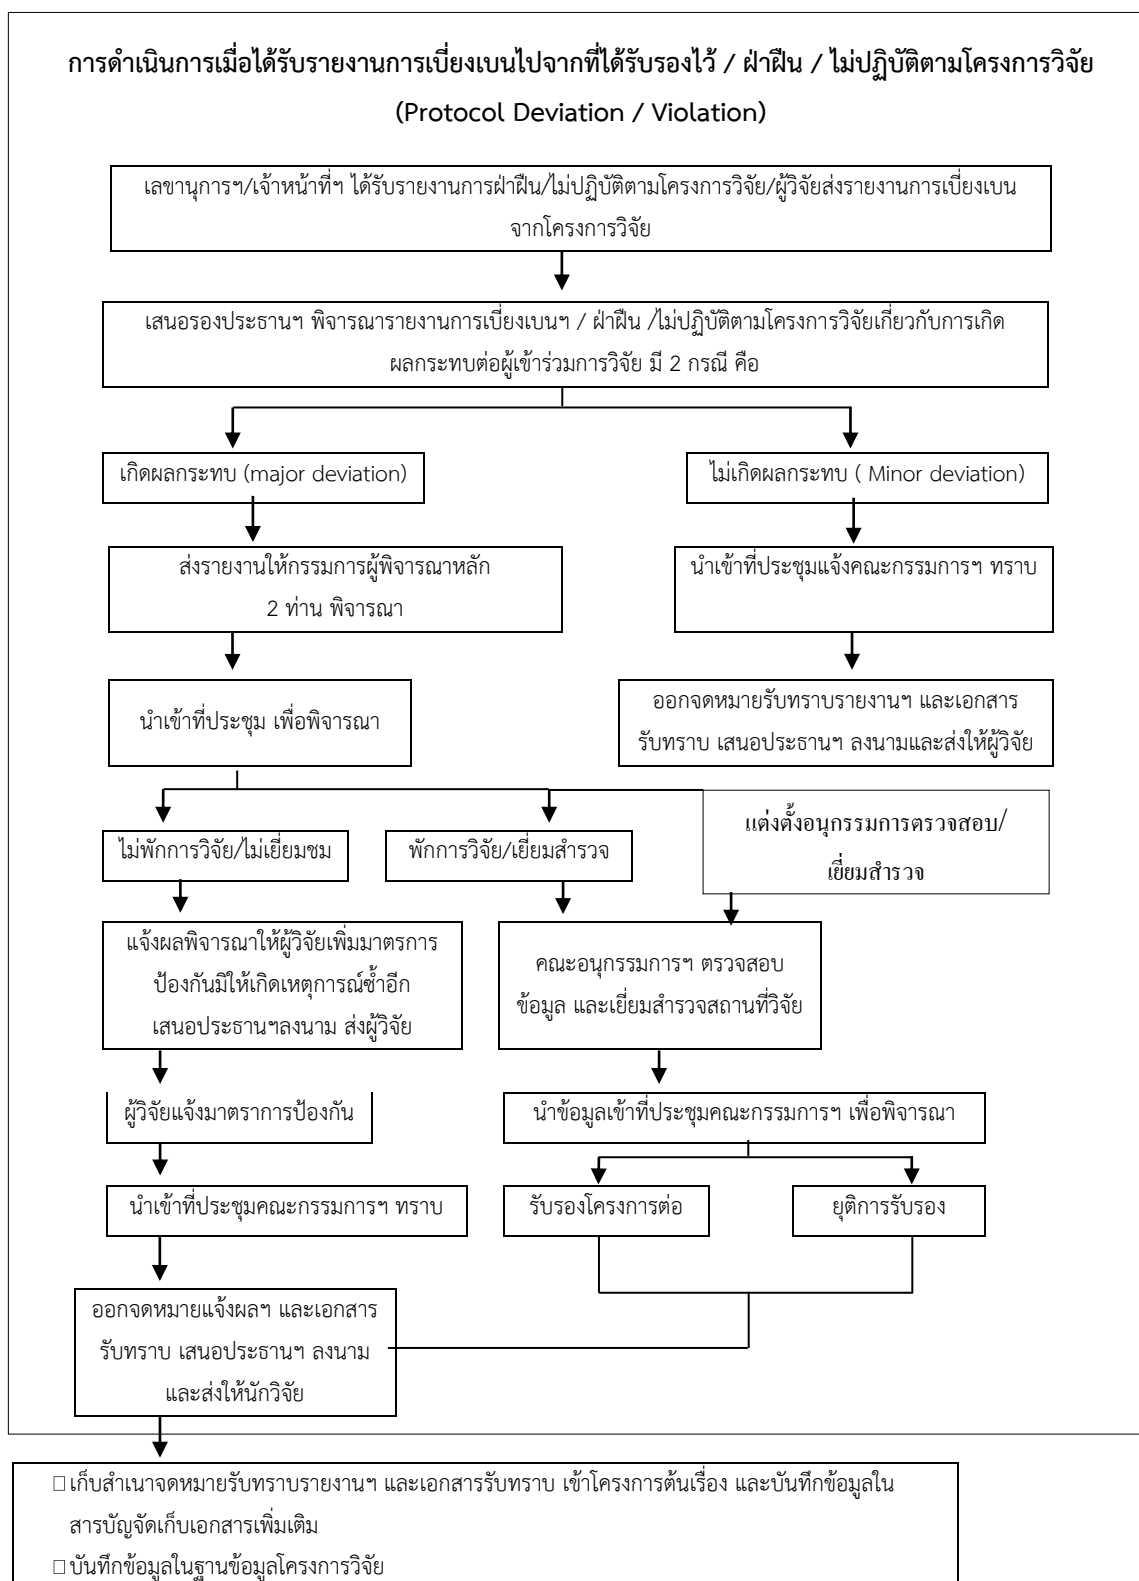 การดำเนินการเมื่อได้รับรายงานการเบี่ยงเบนไปจากที่ได้รับรองไว้ / ฝ่าฝืน / ไม่ปฏิบัติตามโครงการวิจัย
(Protocol Deviation / Violation)
เลขานุการฯ/เจ้าหน้าที่ฯ ได้รับรายงานการฝ่าฝืน/ไม่ปฏิบัติตามโครงการวิจัย/ผู้วิจัยส่งรายงานการเบี่ยงเบน
จากโครงการวิจัย
เสนอรองประธานฯ พิจารณารายงานการเบี่ยงเบนฯ / ฝ่าฝืน /ไม่ปฏิบัติตามโครงการวิจัยเกี่ยวกับการเกิด
ผลกระทบต่อผู้เข้าร่วมการวิจัย มี 2 กรณี คือ
เกิดผลกระทบ (major deviation)
ไม่เกิดผลกระทบ ( Minor deviation)
ส่งรายงานให้กรรมการผู้พิจารณาหลัก
2 ท่าน พิจารณา
นำเข้าที่ประชุมแจ้งคณะกรรมการฯ ทราบ
นำเข้าที่ประชุม เพื่อพิจารณา
ออกจดหมายรับทราบรายงานฯ และเอกสาร
รับทราบ เสนอประธานฯ ลงนามและส่งให้ผู้วิจัย
ไม่พักการวิจัย/ไม่เยี่ยมชม
พักการวิจัย/เยี่ยมสำรวจ
แต่งตั้งอนุกรรมการตรวจสอบ/
เยี่ยมสำรวจ
แจ้งผลพิจารณาให้ผู้วิจัยเพิ่มมาตรการ
ป้องกันมิให้เกิดเหตุการณ์ซ้ำอีก
เสนอประธานฯลงนาม ส่งผู้วิจัย
คณะอนุกรรมการฯ ตรวจสอบ
ข้อมูล และเยี่ยมสำรวจสถานที่วิจัย
ผู้วิจัยแจ้งมาตราการป้องกัน
นำข้อมูลเข้าที่ประชุมคณะกรรมการฯ เพื่อพิจารณา
นำเข้าที่ประชุมคณะกรรมการฯ ทราบ
รับรองโครงการต่อ
ยุติการรับรอง
ออกจดหมายแจ้งผลฯ และเอกสาร
รับทราบ เสนอประธานฯ ลงนาม
และส่งให้นักวิจัย
□ เก็บสำเนาจดหมายรับทราบรายงานฯ และเอกสารรับทราบ เข้าโครงการต้นเรื่อง และบันทึกข้อมูลใน
สารบัญจัดเก็บเอกสารเพิ่มเติม
□ บันทึกข้อมูลในฐานข้อมูลโครงการวิจัย